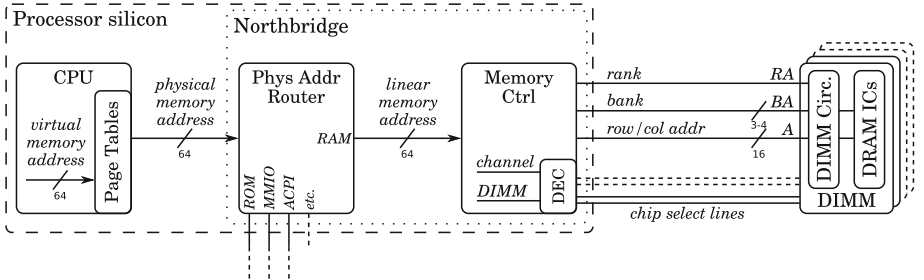 Processor silicon
Northbridge
CPU
virtual
memory
address
64
Page Tables
physical
memory
address
64
Phys Addr
Router
RAM
ROM
MMIO
ACPI
etc.
linear
memory
address
64
Memory
Ctrl
channel
DIMM
DEC
rank
RA
bank
BA
3-4
row/col addr
A
16
chip select lines
DIMM Circ.
DRAM ICs
DIMM